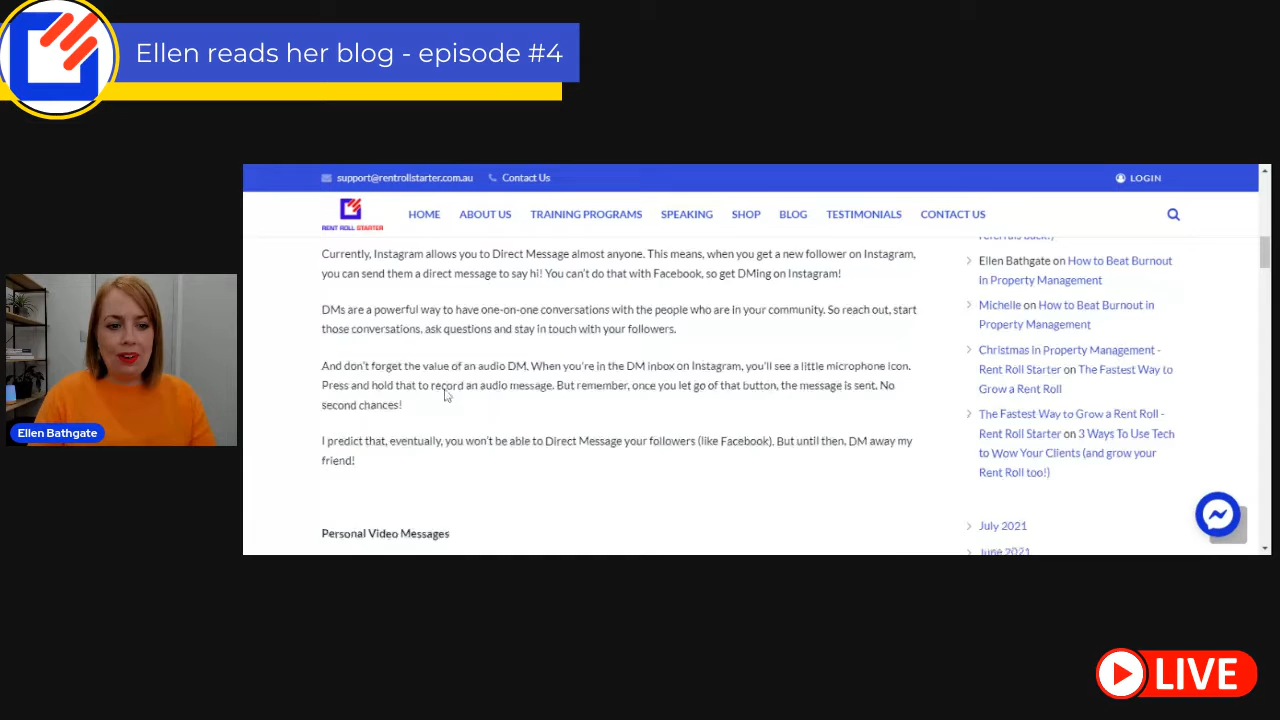 Ellen reads her blog - episode #4
support@rentrollstarter.com.au Contact Us LOGIN
RENT ROLL STARTER
HOME ABOUT US TRAINING PROGRAMS SPEAKING SHOP BLOG TESTIMONIALS CONTACT US
Currently, Instagram allows you to Direct Message almost anyone. This means, when you get a new follower on Instagram,
you can send them a direct message to say hi! You can't do that with Facebook, so get DMing on Instagram!
DMs are a powerful way to have one-on-one conversations with the people who are in your community. So reach out, start
those conversations, ask questions and stay in touch with your followers.
And don't forget the value of an audio DM. When you're in the DM inbox on Instagram, you'll see a little microphone icon.
Press and hold that to record an audio message. But remember, once you let go of that button, the message is sent. No
second chances!
I predict that, eventually, you won't be able to Direct Message your followers (like Facebook). But until then, DM away my
friend!
Personal Video Messages
referrals back!)
Ellen Bathgate on How to Beat Burnout
in Property Management
Michelle on How to Beat Burnout in
Property Management
Christmas in Property Management -
Rent Roll Starter on The Fastest Way to
Grow a Rent Roll
The Fastest Way to Grow a Rent Roll -
Rent Roll Starter on 3 Ways To Use Tech
to Wow Your Clients (and grow your
Rent Roll too!)
July 2021
June 2021
Ellen Bathgate
LIVE